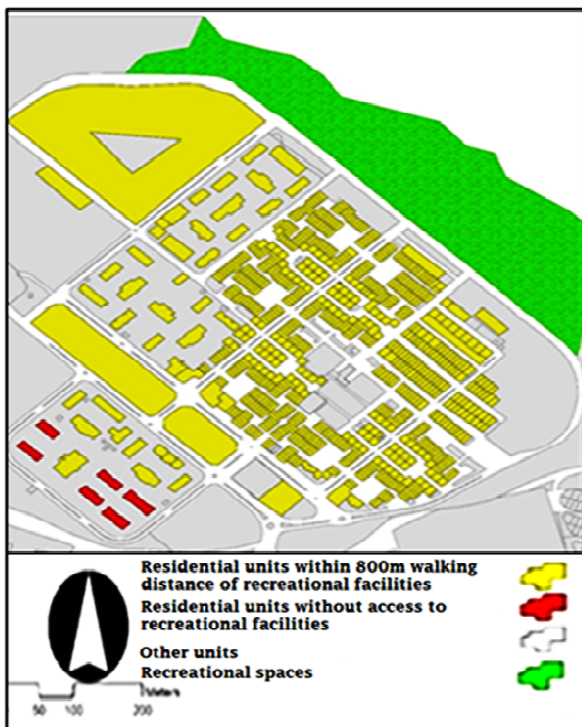 Residential units within 800m walking
distance of recreational facilities
Residential units without access to
recreational facilities
Other units
Recreational spaces
Meters
50 100 200